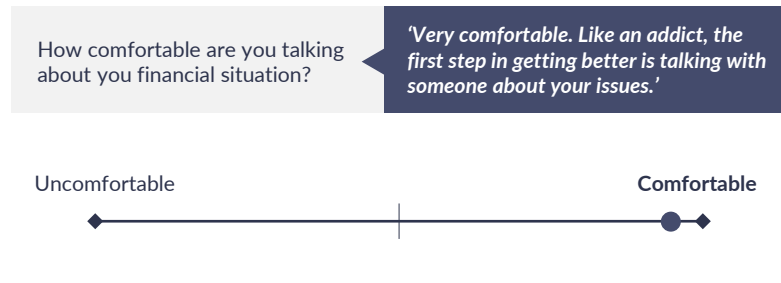 How comfortable are you talking
about you financial situation?
‘Very comfortable. Like an addict, the
first step in getting better is talking with
someone about your issues.’
Uncomfortable
Comfortable